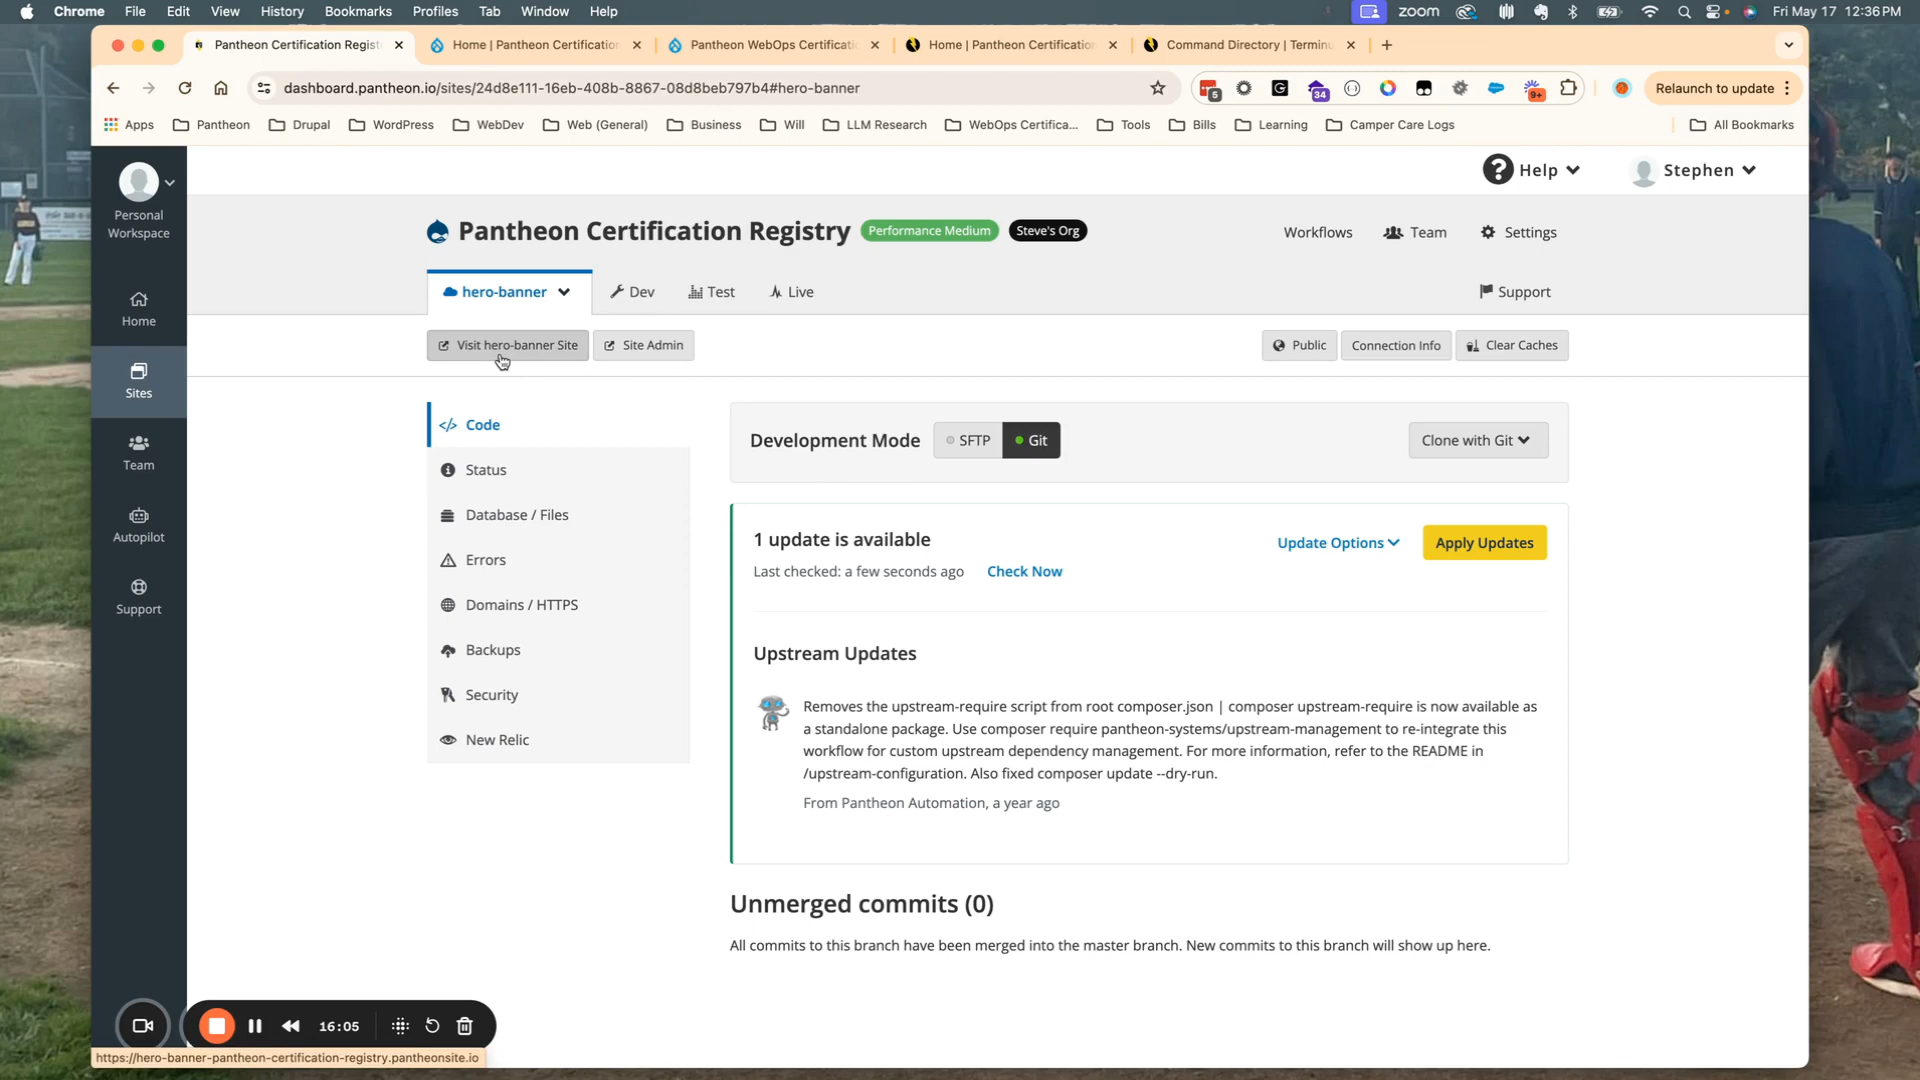 Chrome File Edit View History Bookmarks Profiles Tab Window Help
zoom Fri May 17 12:36 PM
Pantheon Certification Regist
Home | Pantheon Certification
Pantheon WebOps Certificati
Home | Pantheon Certification
Command Directory | Terminu
dashboard.pantheon.io/sites/24d8e111-16eb-408b-8867-08d8beb797b4#hero-banner
5
34
9+
Relaunch to update
Apps Pantheon Drupal WordPress WebDev Web (General) Business Will LLM Research WebOps Certifica... Tools Bills Learning Camper Care Logs All Bookmarks
Personal
Workspace
Home
Sites
Team
Autopilot
Support
? Help
Stephen
Pantheon Certification Registry Performance Medium Steve's Org
Workflows Team Settings
hero-banner Dev Test Live Support
Visit hero-banner Site Site Admin
Public Connection Info Clear Caches
</> Code
Status
Database / Files
Errors
Domains / HTTPS
Backups
Security
New Relic
Development Mode SFTP Git
Clone with Git
1 update is available
Update Options
Apply Updates
Last checked: a few seconds ago Check Now
Upstream Updates
Removes the upstream-require script from root composer.json | composer upstream-require is now available as
a standalone package. Use composer require pantheon-systems/upstream-management to re-integrate this
workflow for custom upstream dependency management. For more information, refer to the README in
/upstream-configuration. Also fixed composer update --dry-run.
From Pantheon Automation, a year ago
Unmerged commits (0)
All commits to this branch have been merged into the master branch. New commits to this branch will show up here.
16:05
https://hero-banner-pantheon-certification-registry.pantheonsite.io